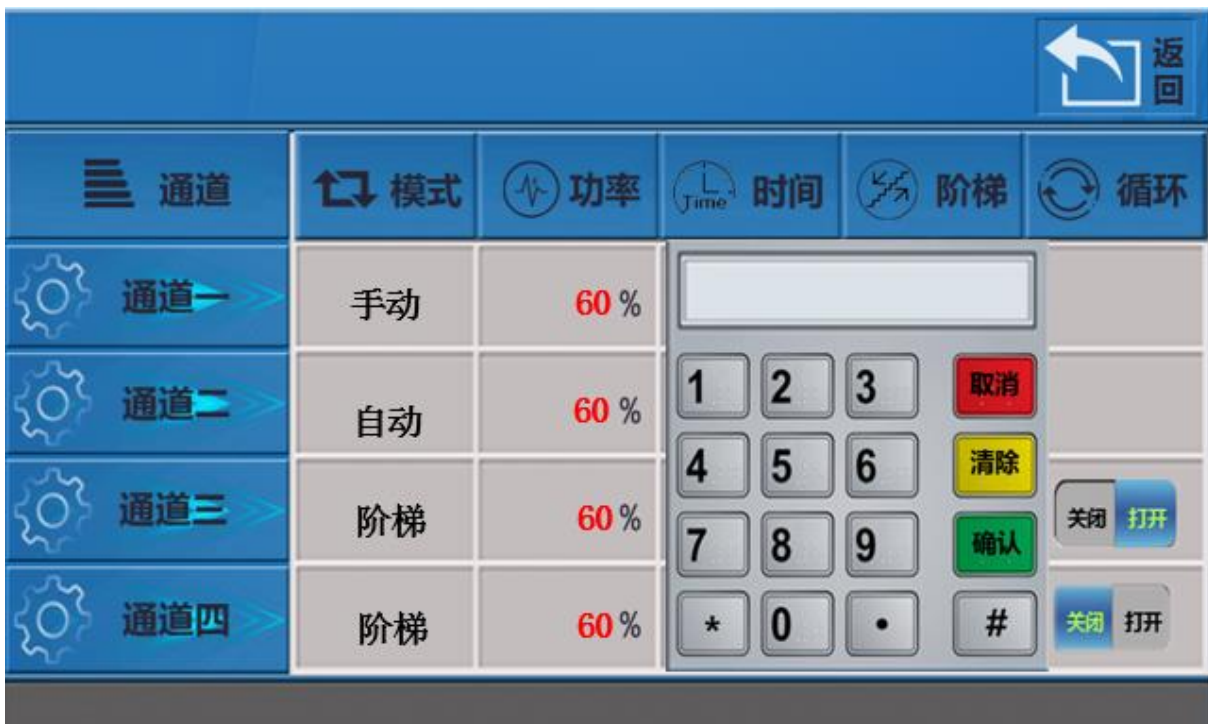 返回
通道 模式 功率 Time 时间 阶梯 循环
通道一 手动 60 %
通道二 自动 60 %
通道三 阶梯 60 % 关闭 打开
通道四 阶梯 60 % 关闭 打开
1 2 3 取消
4 5 6 清除
7 8 9 确认
* 0 • #